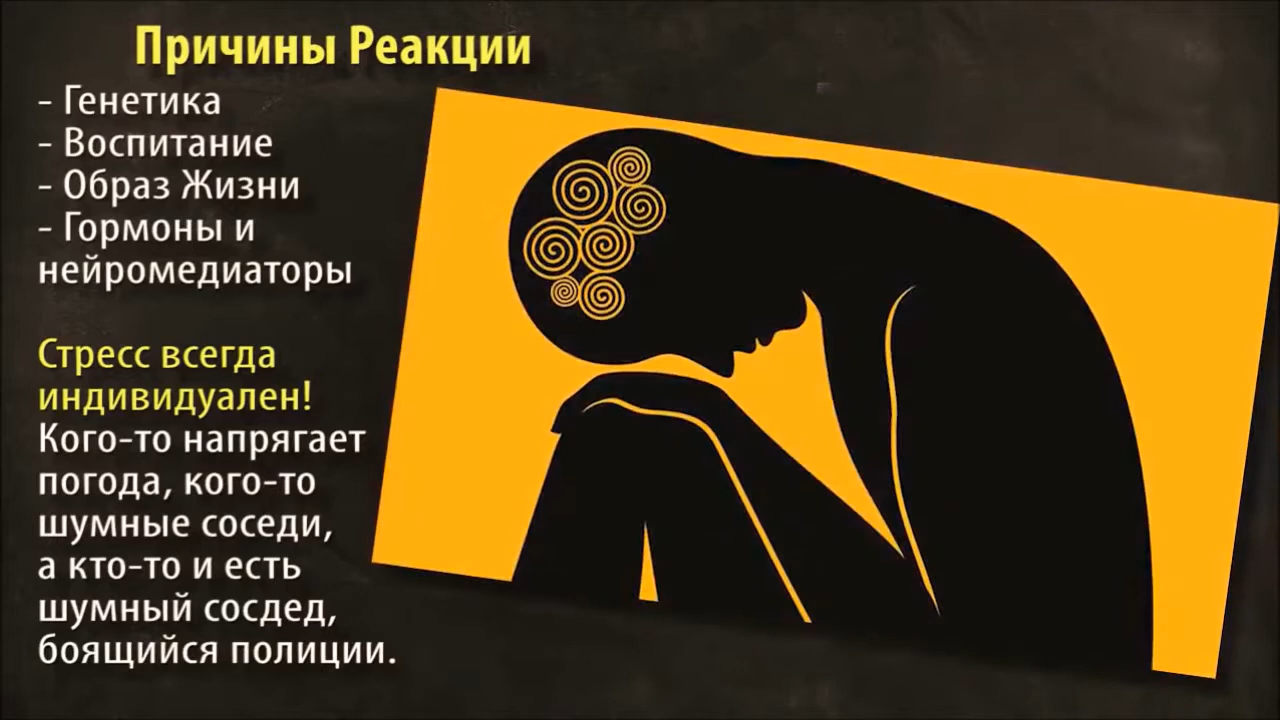 Причины Реакции
- Генетика
- Воспитание
- Образ Жизни
- Гормоны и
нейромедиаторы
Стресс всегда
индивидуален!
Кого-то напрягает
погода, кого-то
шумные соседи,
а кто-то и есть
шумный сосдед,
боящийся полиции.